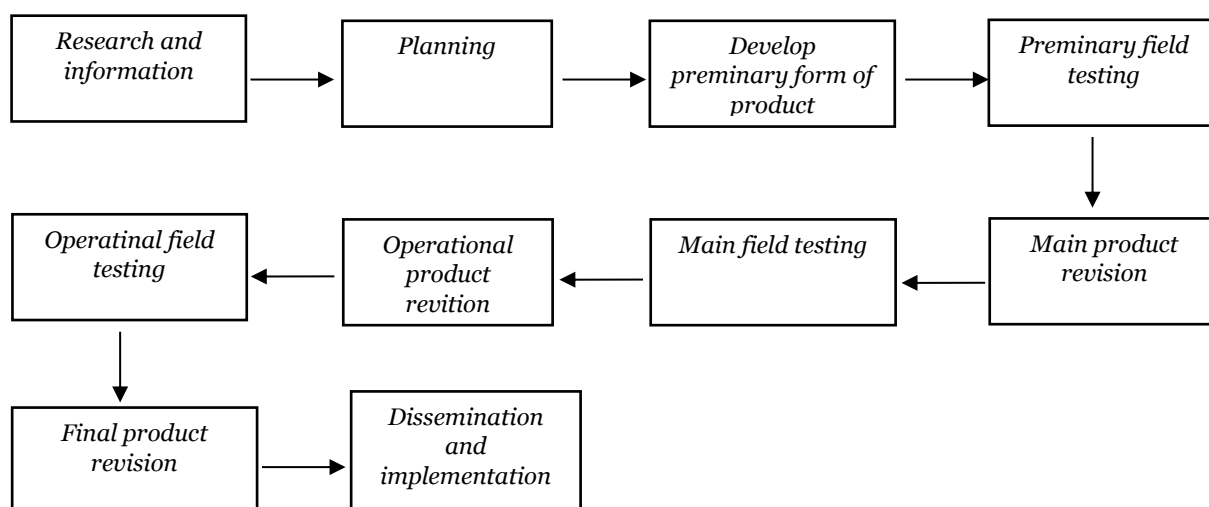 Research and
information
Planning
Develop
preminary form of
product
Preminary field
testing
Main product
revision
Main field testing
Operational
product
revition
Operatinal field
testing
Final product
revision
Dissemination
and
implementation